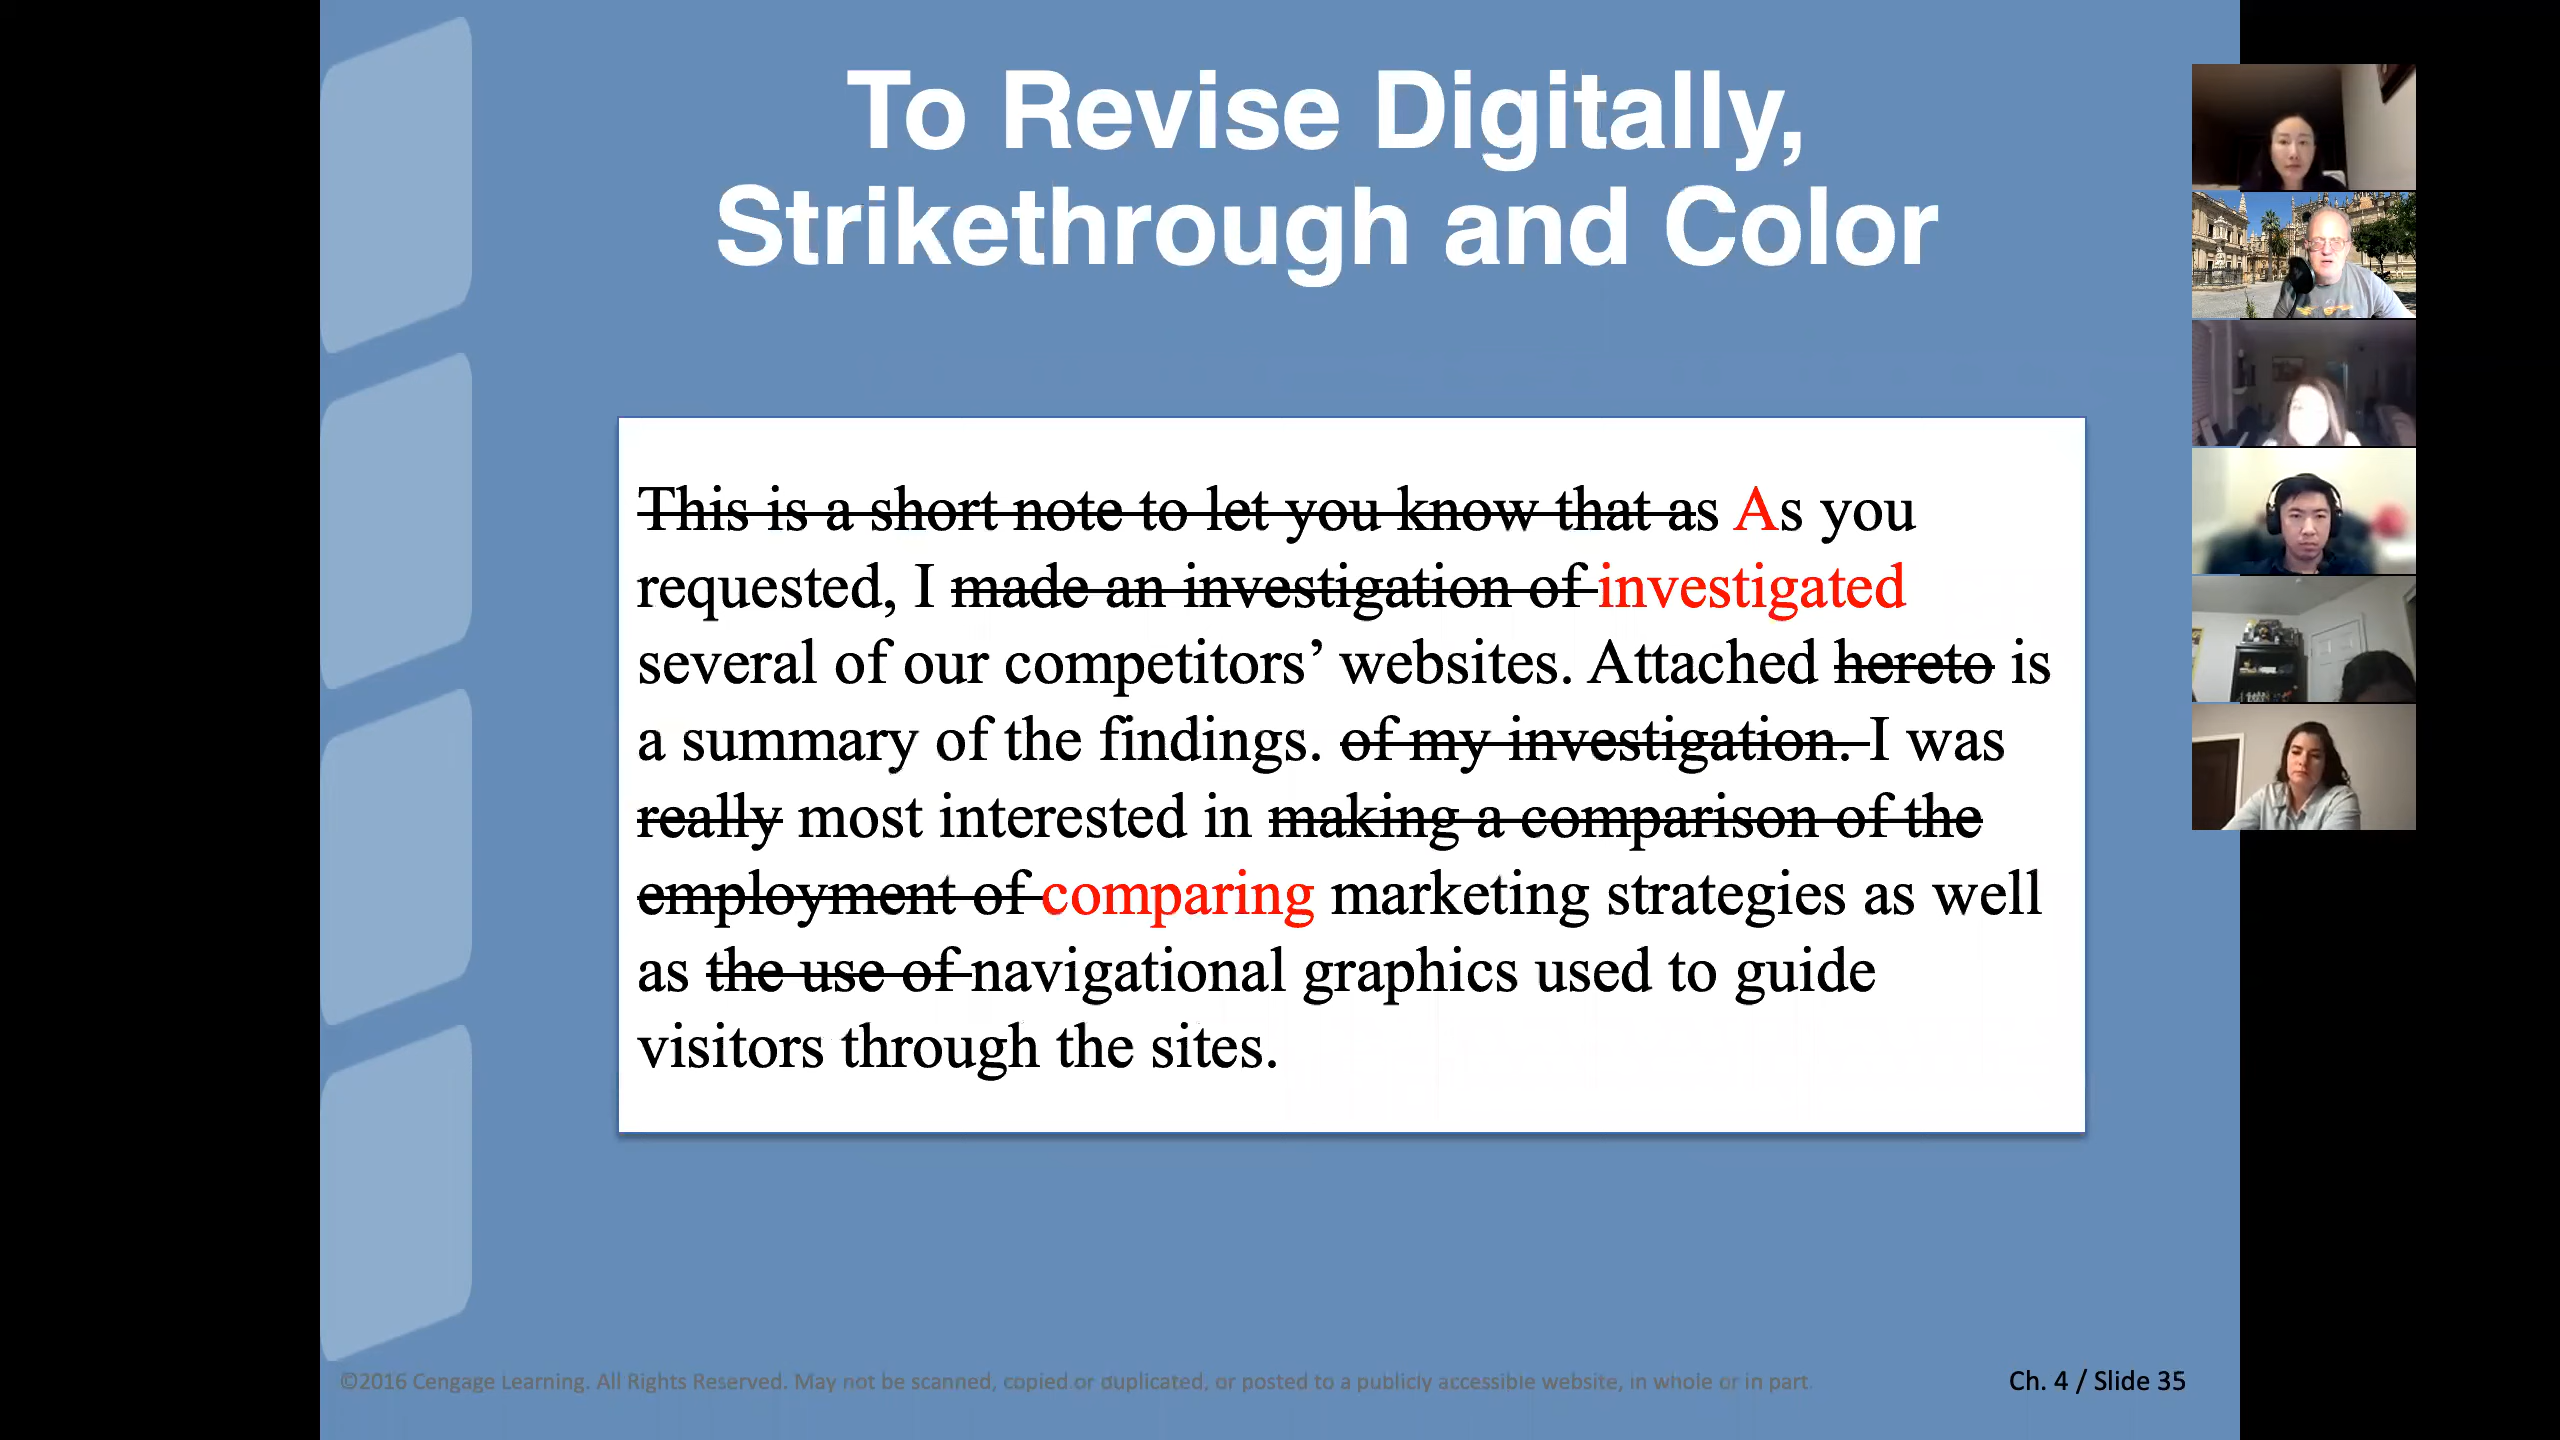 To Revise Digitally,
Strikethrough and Color
This is a short note to let you know that as As you
requested, I made an investigation of investigated
several of our competitors’ websites. Attached hereto is
a summary of the findings. of my investigation. I was
really most interested in making a comparison of the
employment of comparing marketing strategies as well
as the use of navigational graphics used to guide
visitors through the sites.
©2016 Cengage Learning. All Rights Reserved. May not be scanned, copied or duplicated, or posted to a publicly accessible website, in whole or in part.
Ch. 4 / Slide 35